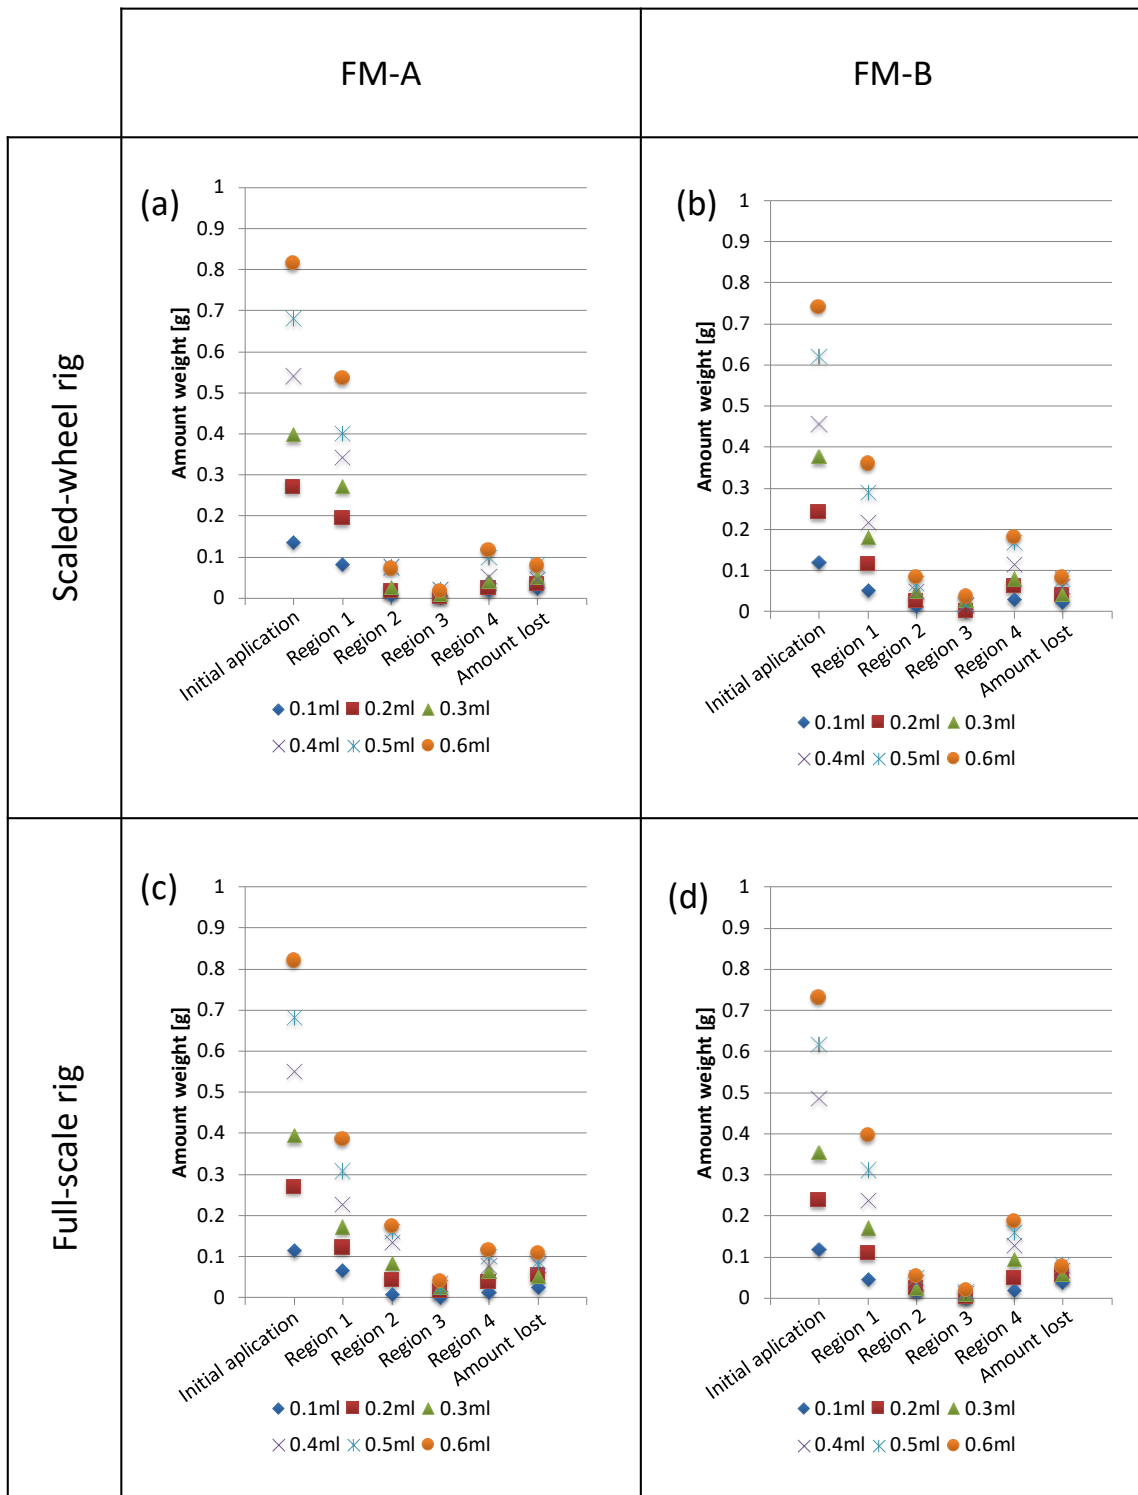 FM-A
FM-B
Scaled-wheel rig
(a)
Amount weight [g]
1
0.9
0.8
0.7
0.6
0.5
0.4
0.3
0.2
0.1
0
Initial aplication
Region 1
Region 2
Region 3
Region 4
Amount lost
0.1ml 0.2ml 0.3ml
0.4ml 0.5ml 0.6ml
(b)
Amount weight [g]
1
0.9
0.8
0.7
0.6
0.5
0.4
0.3
0.2
0.1
0
Initial aplication
Region 1
Region 2
Region 3
Region 4
Amount lost
0.1ml 0.2ml 0.3ml
0.4ml 0.5ml 0.6ml
Full-scale rig
(c)
Amount weight [g]
1
0.9
0.8
0.7
0.6
0.5
0.4
0.3
0.2
0.1
0
Initial aplication
Region 1
Region 2
Region 3
Region 4
Amount lost
0.1ml 0.2ml 0.3ml
0.4ml 0.5ml 0.6ml
(d)
Amount weight [g]
1
0.9
0.8
0.7
0.6
0.5
0.4
0.3
0.2
0.1
0
Initial aplication
Region 1
Region 2
Region 3
Region 4
Amount lost
0.1ml 0.2ml 0.3ml
0.4ml 0.5ml 0.6ml